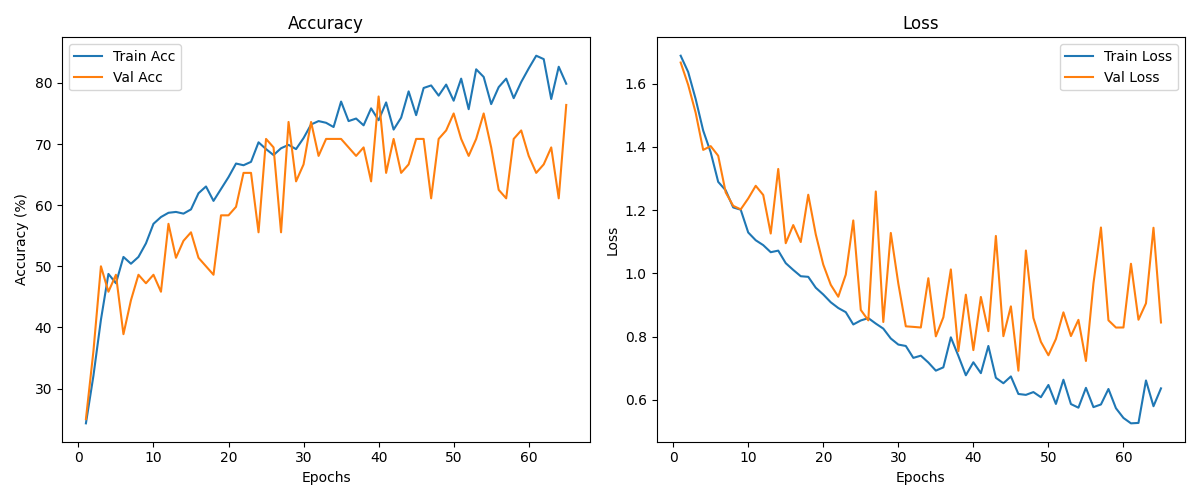 Accuracy
Train Acc
Val Acc
Accuracy (%)
80
70
60
50
40
30
0 10 20 30 40 50 60
Epochs
Loss
Train Loss
Val Loss
Loss
1.6
1.4
1.2
1.0
0.8
0.6
0 10 20 30 40 50 60
Epochs